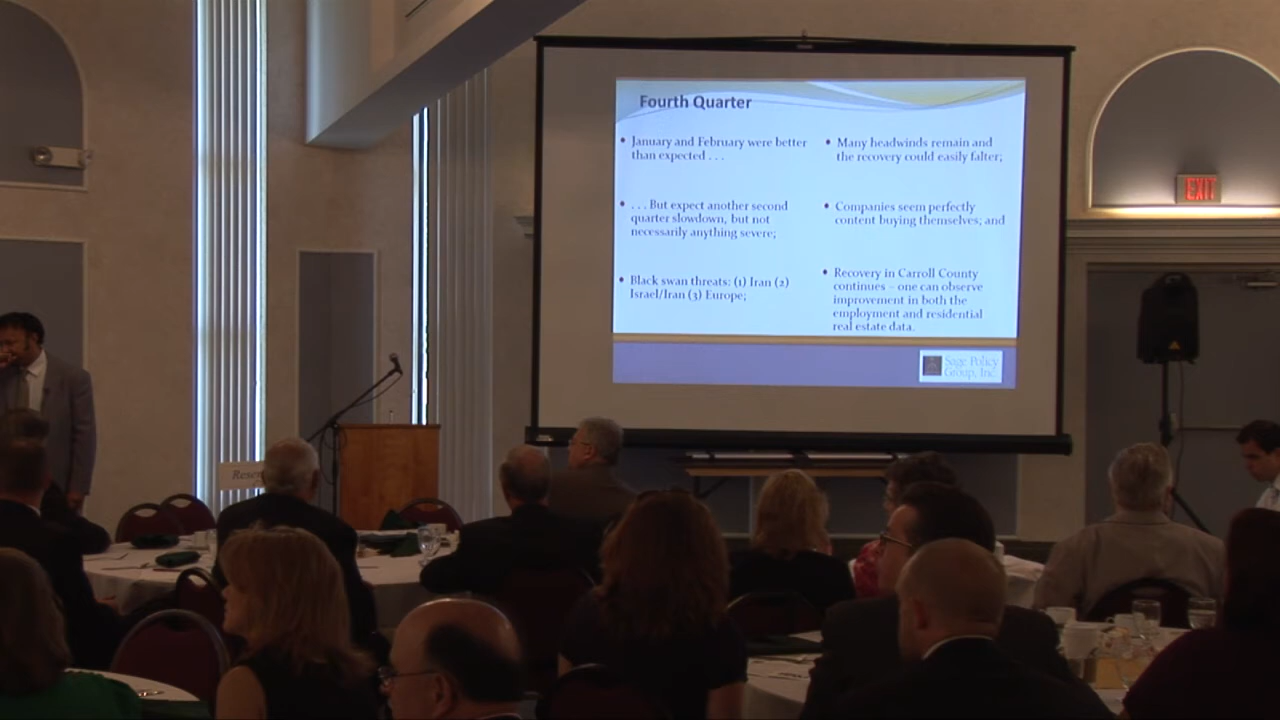 Fourth Quarter
• January and February were better
than expected . . .
• . . . But expect another second
quarter slowdown, but not
necessarily anything severe;
• Black swan threats: (1) Iran (2)
Israel/Iran (3) Europe;
• Many headwinds remain and
the recovery could easily falter;
• Companies seem perfectly
content buying themselves; and
• Recovery in Carroll County
continues – one can observe
improvement in both the
employment and residential
real estate data.
Sage Policy
Group, Inc.
EXIT